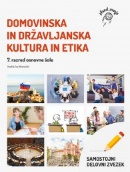 DOMOVINSKA
IN DRŽAVLJANSKA
KULTURA IN ETIKA
7. razred osnovne šole
SAMOSTOJNI
DELOVNI ZVEZEK